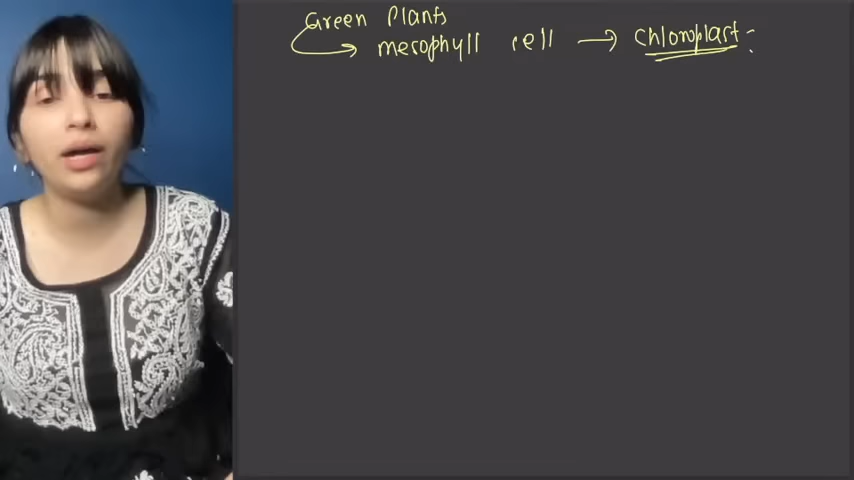 Green Plants
→ mesophyll cell → chloroplast :